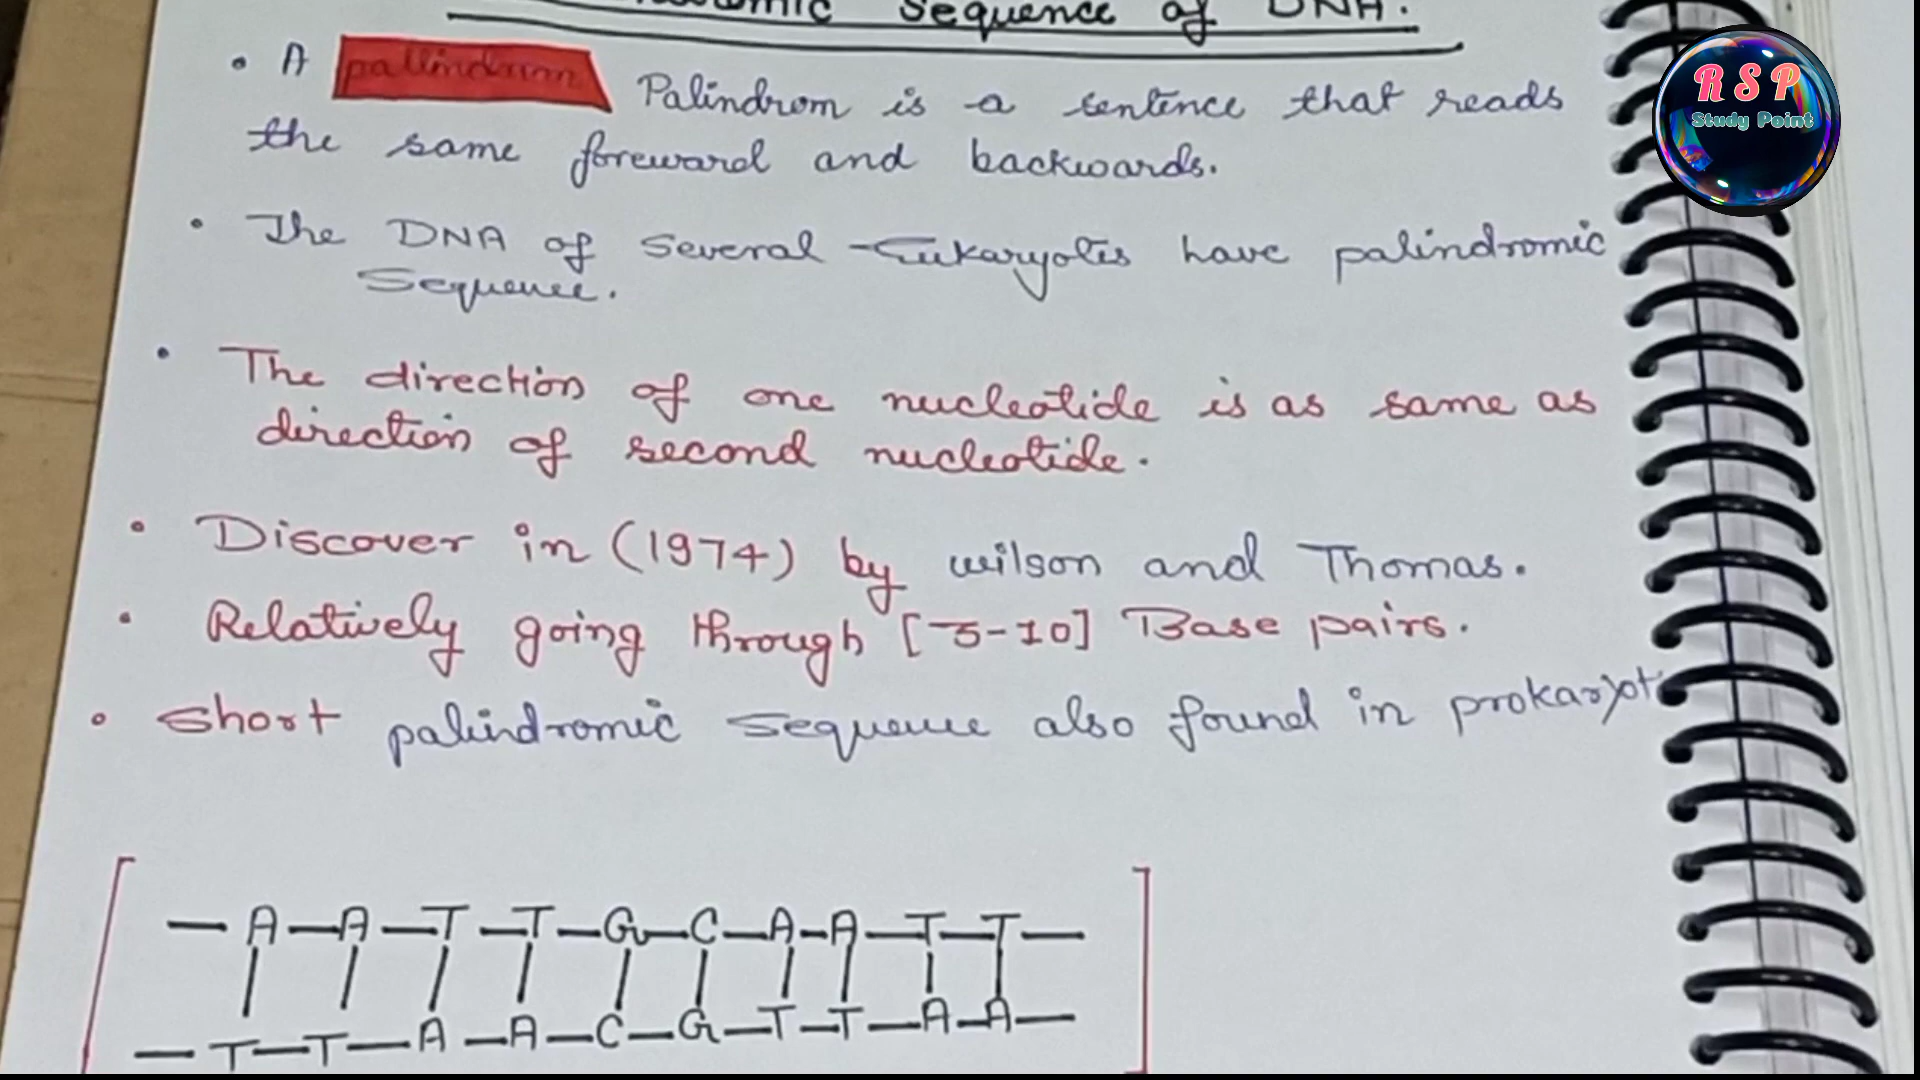 Sequence of DNA.
• A palindrom Palindrom is a sentence that reads
the same foreward and backwards.
• The DNA of several Eukaryotes have palindromic
Sequence.
• The direction of one nucleotide is as same as
direction of second nucleotide.
• Discover in (1974) by wilson and Thomas.
• Relatively going through [3-10] Base pairs.
• Short palindromic sequence also found in prokaryot
— A — A — T — T — G — C — A — A — T — T —
— T — T — A — A — C — G — T — T — A — A —
RSP
Study Point